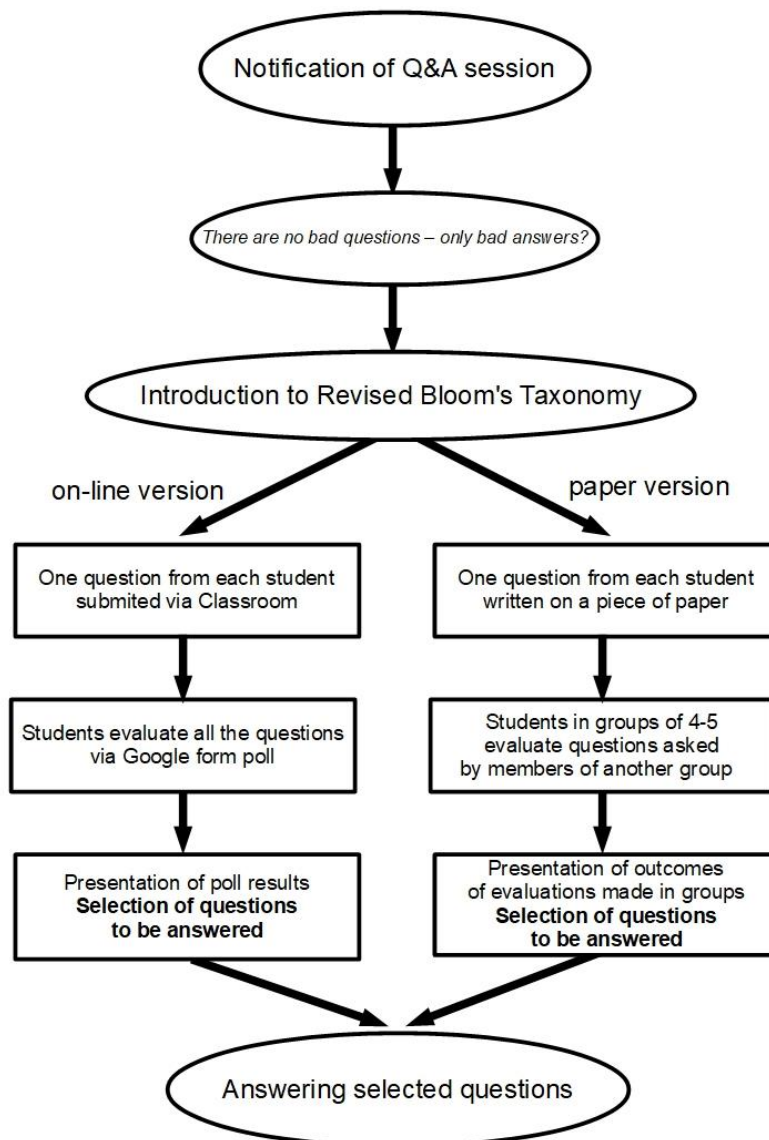 Notification of Q&A session
There are no bad questions – only bad answers?
Introduction to Revised Bloom's Taxonomy
on-line version
paper version
One question from each student
submited via Classroom
One question from each student
written on a piece of paper
Students evaluate all the questions
via Google form poll
Students in groups of 4-5
evaluate questions asked
by members of another group
Presentation of poll results
Selection of questions
to be answered
Presentation of outcomes
of evaluations made in groups
Selection of questions
to be answered
Answering selected questions